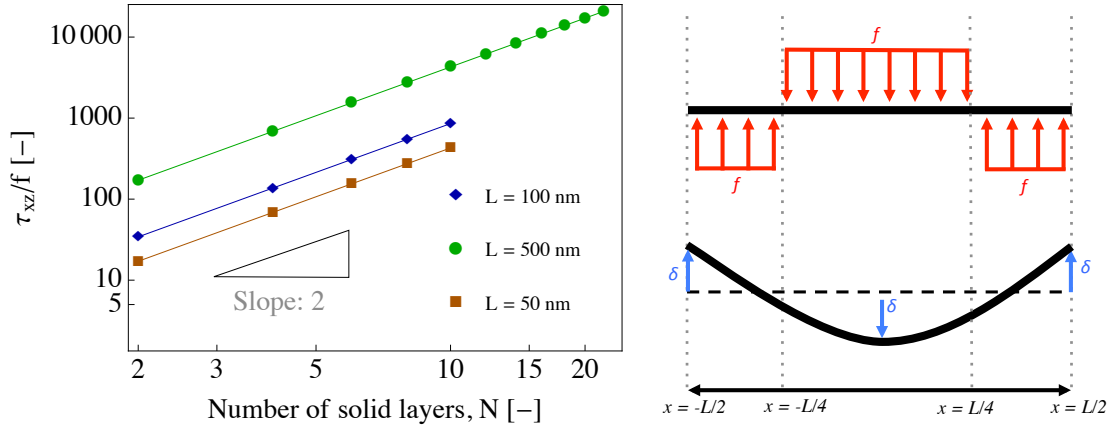 10 000
1000
100
10
5
τxz/f [−]
L = 100 nm
L = 500 nm
L = 50 nm
Slope: 2
2 3 5 10 15 20
Number of solid layers, N [−]
f
f f
δ δ δ
x = -L/2 x = -L/4 x = L/4 x = L/2